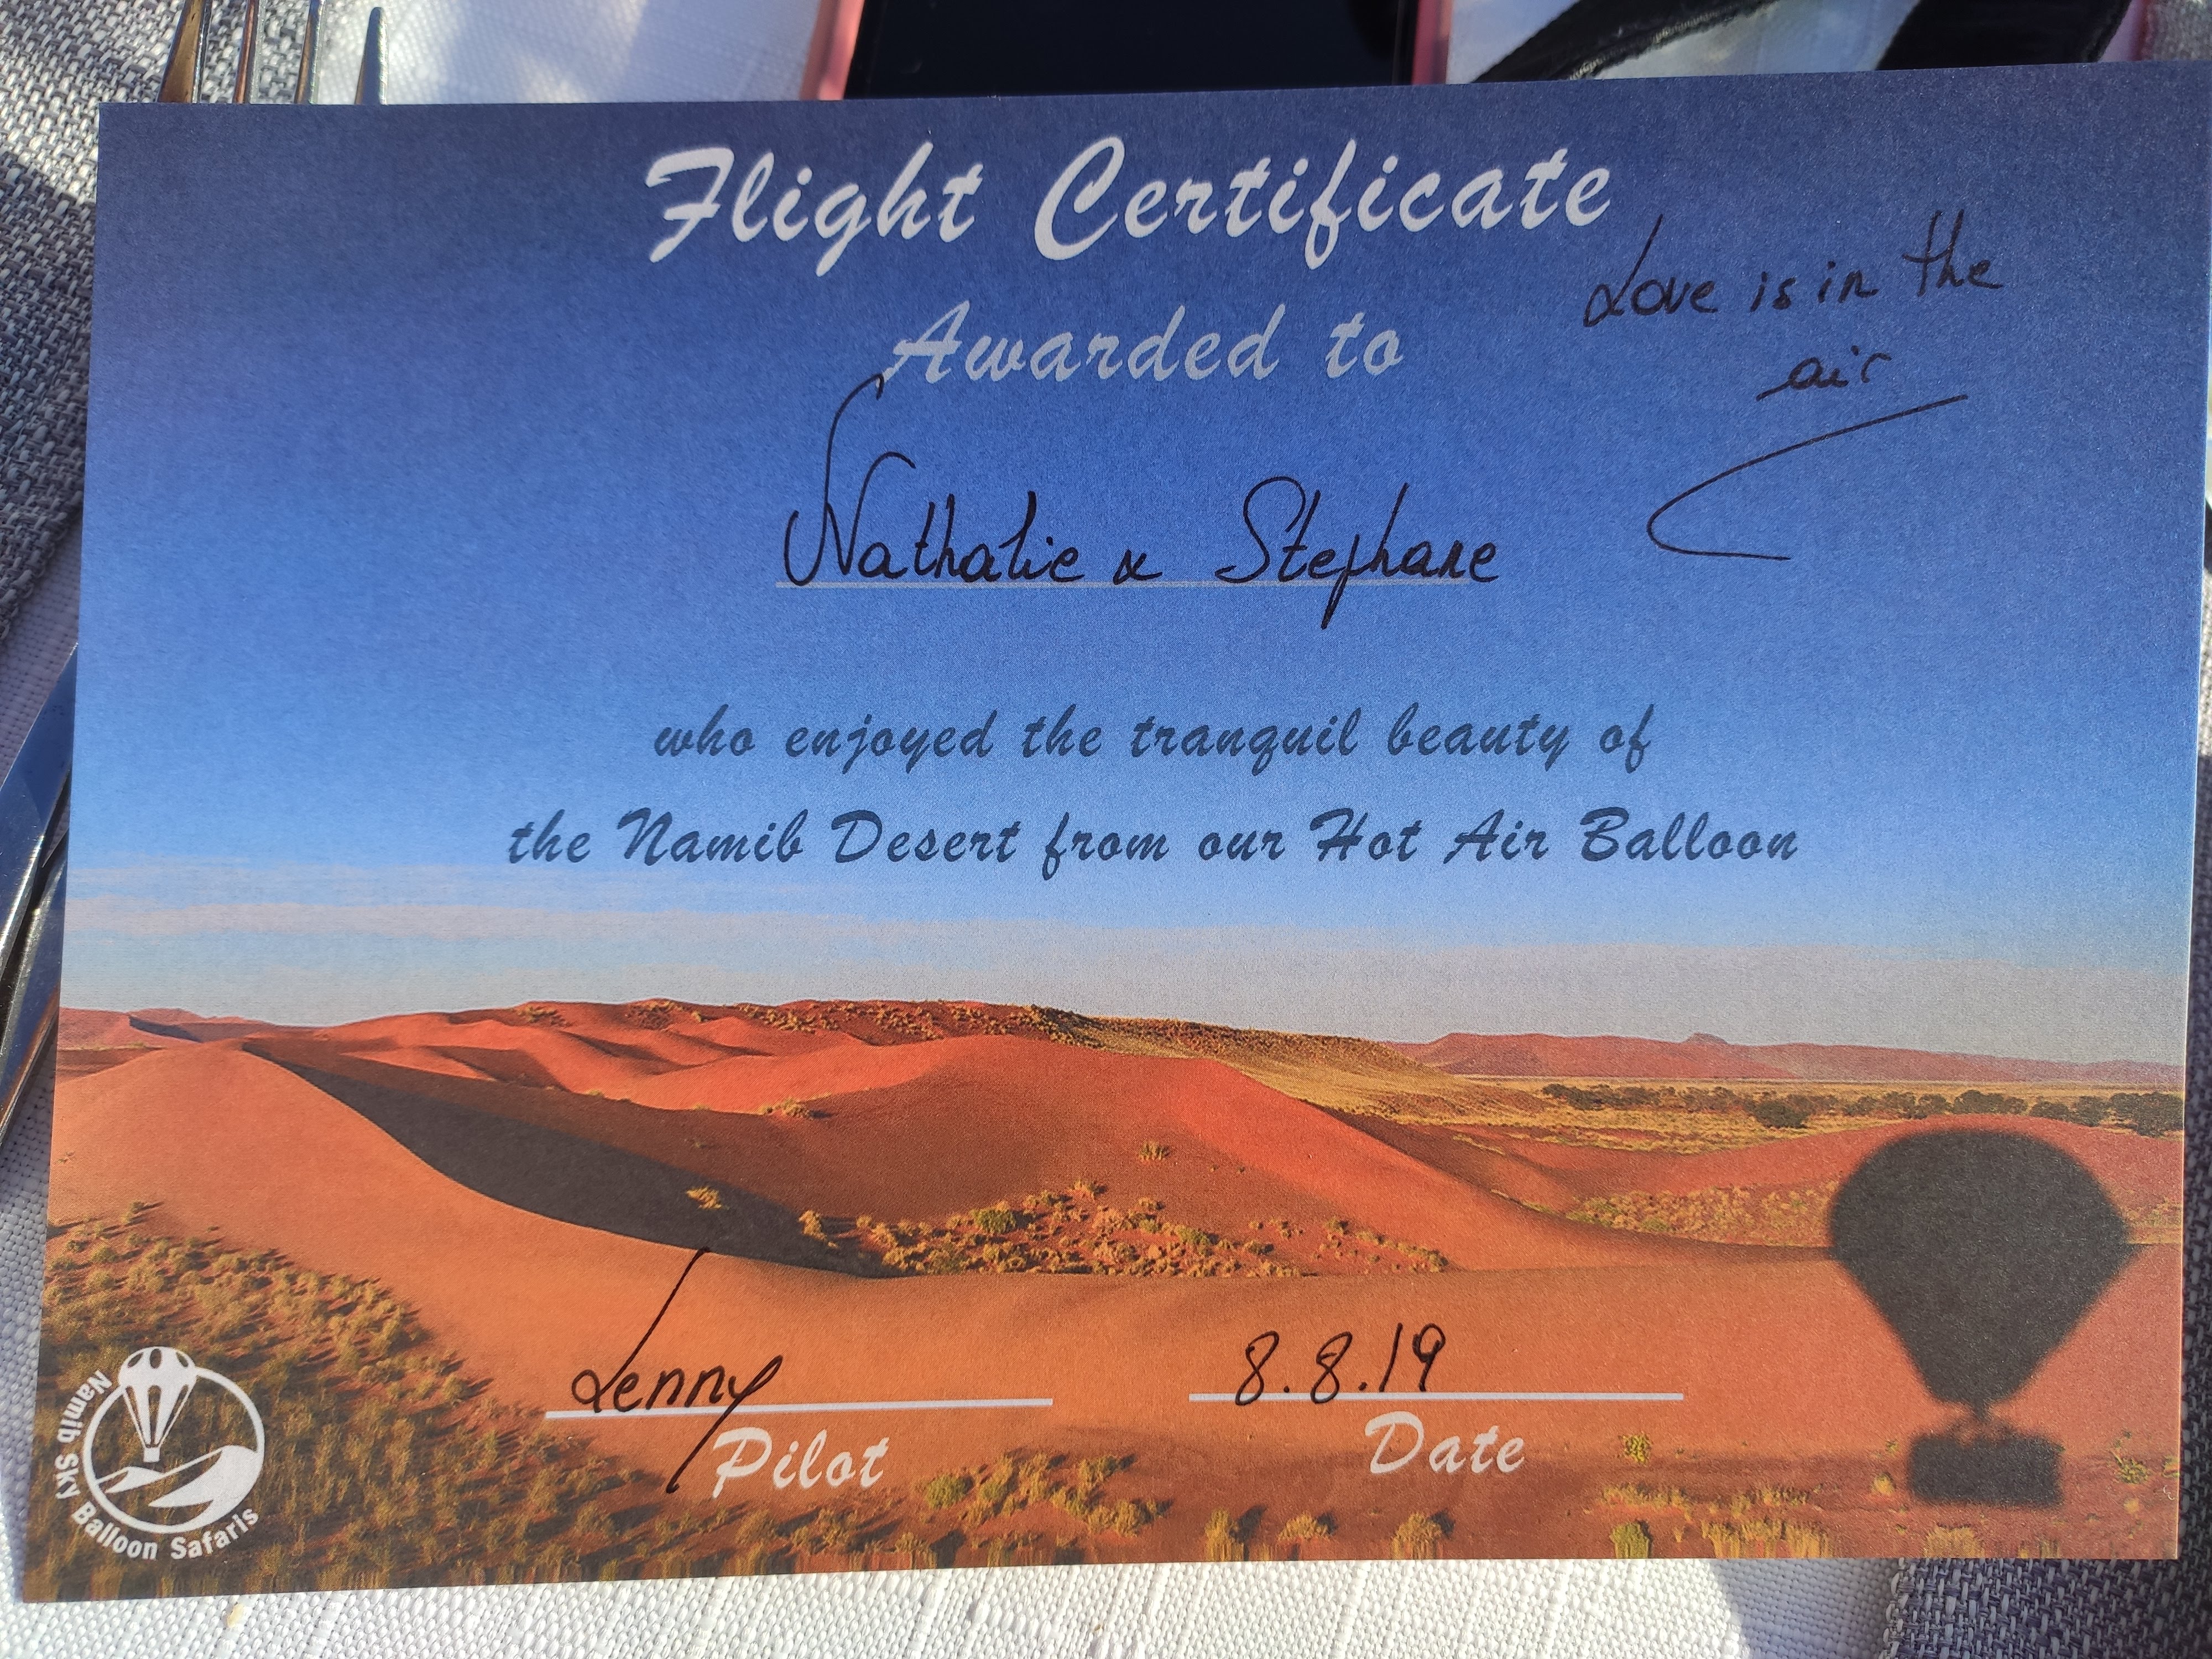 Flight Certificate
Love is in the
air
Awarded to
Nathalie & Stephane
who enjoyed the tranquil beauty of
the Namib Desert from our Hot Air Balloon
Lenny
8.8.19
Pilot
Date
Namib Sky Balloon Safaris